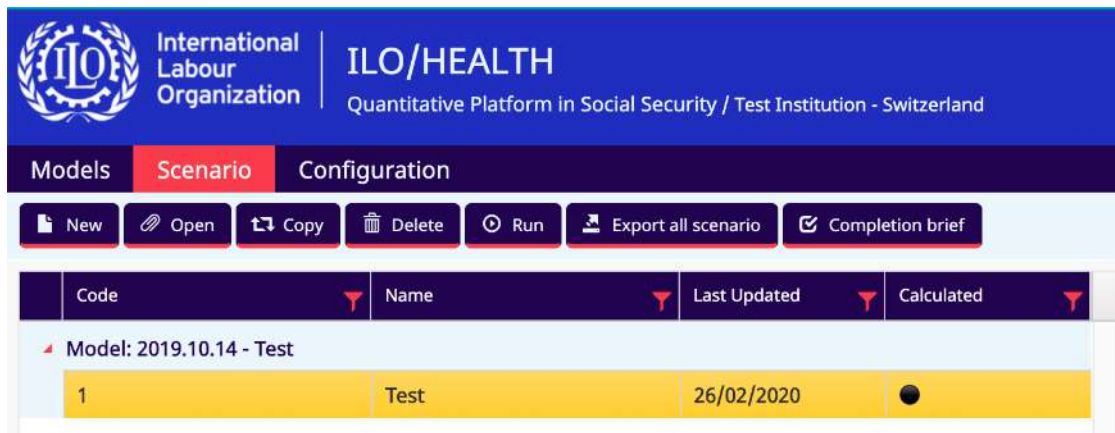 ILO
International
Labour
Organization
ILO/HEALTH
Quantitative Platform in Social Security / Test Institution - Switzerland
Models Scenario Configuration
New Open Copy Delete Run Export all scenario Completion brief
Code Name Last Updated Calculated
Model: 2019.10.14 - Test
1 Test 26/02/2020